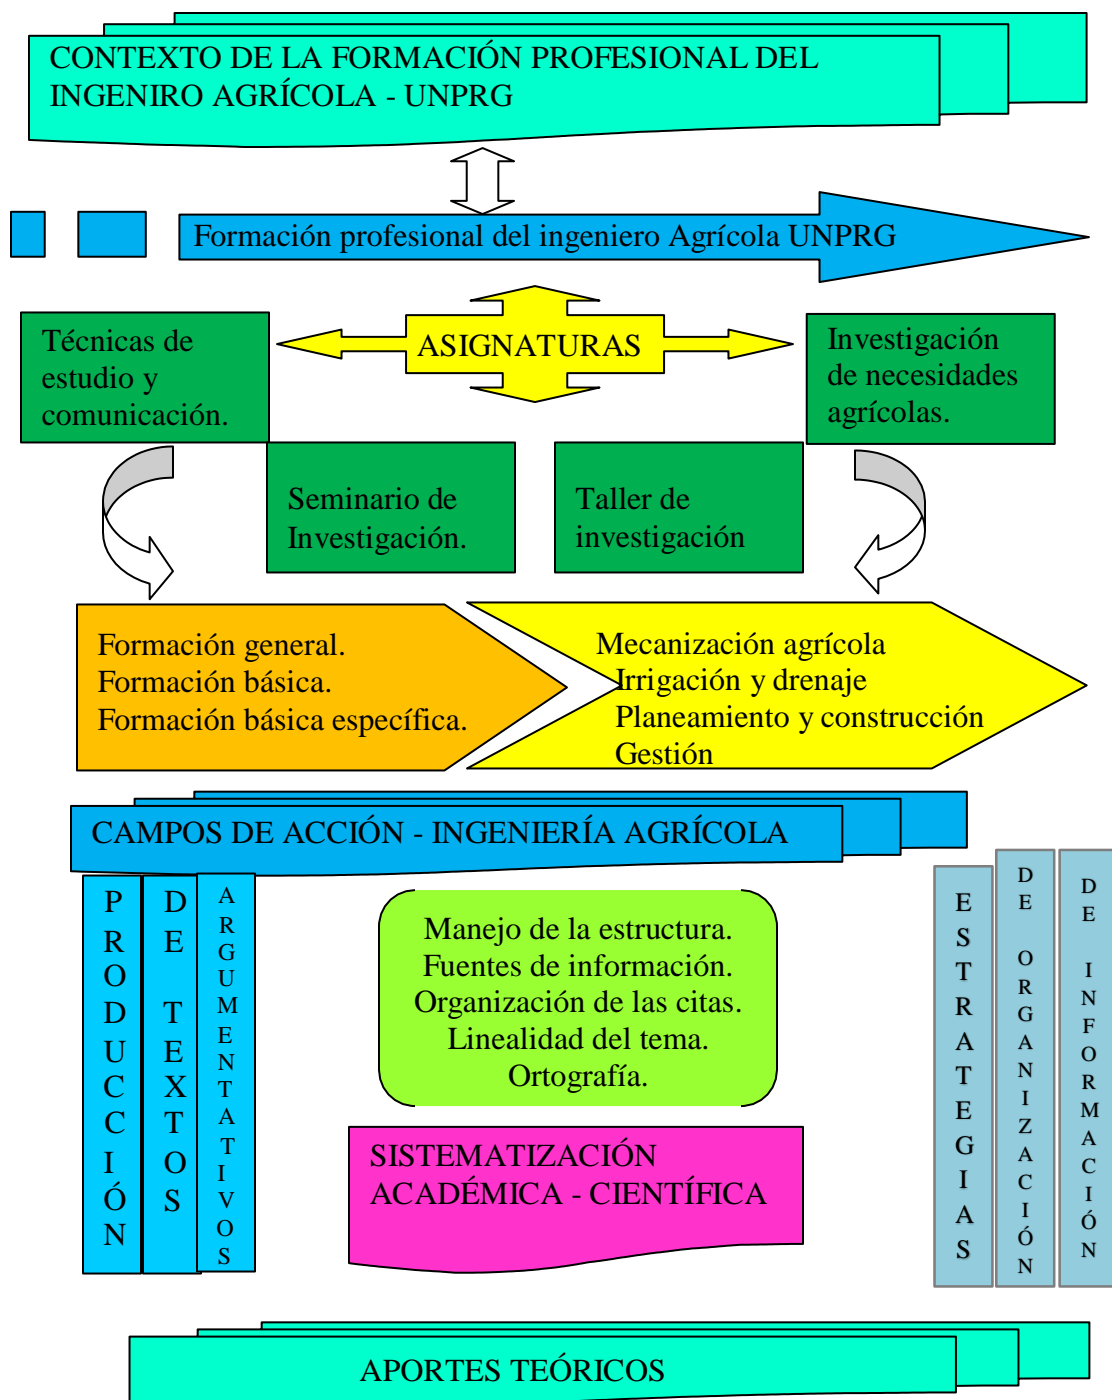 CONTEXTO DE LA FORMACIÓN PROFESIONAL DEL
INGENIRO AGRÍCOLA - UNPRG
Formación profesional del ingeniero Agrícola UNPRG
ASIGNATURAS
Técnicas de
estudio y
comunicación.
Investigación
de necesidades
agrícolas.
Seminario de
Investigación.
Taller de
investigación
Formación general.
Formación básica.
Formación básica específica.
Mecanización agrícola
Irrigación y drenaje
Planeamiento y construcción
Gestión
CAMPOS DE ACCIÓN - INGENIERÍA AGRÍCOLA
PRODUCCIÓN
DE TEXTOS
ARGUMENTATIVOS
Manejo de la estructura.
Fuentes de información.
Organización de las citas.
Linealidad del tema.
Ortografía.
SISTEMATIZACIÓN
ACADÉMICA - CIENTÍFICA
ESTRATEGIAS
DE ORGANIZACIÓN
DE INFORMACIÓN
APORTES TEÓRICOS